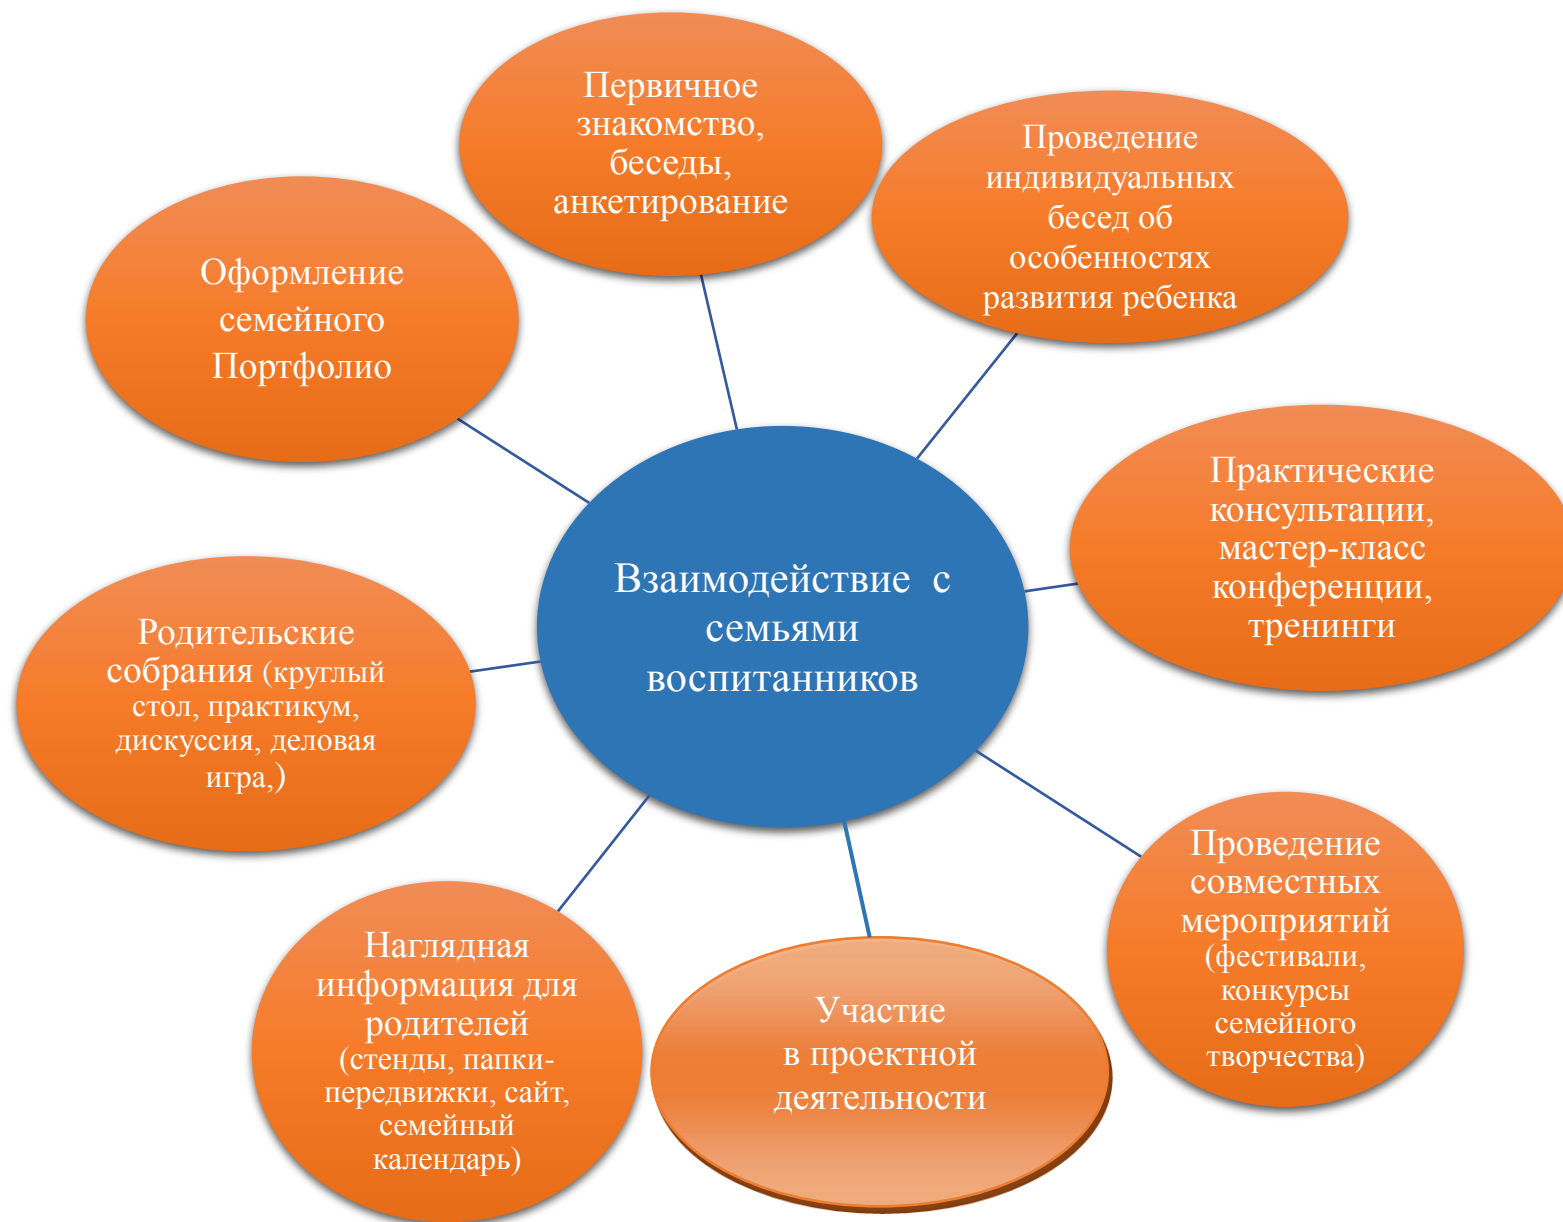 Первичное
знакомство,
беседы,
анкетирование
Проведение
индивидуальных
бесед об
особенностях
развития ребенка
Оформление
семейного
Портфолио
Практические
консультации,
мастер-класс
конференции,
тренинги
Взаимодействие  с
семьями
воспитанников
Родительские
собрания (круглый
стол, практикум,
дискуссия, деловая
игра,)
Проведение
совместных
мероприятий
(фестивали,
конкурсы
семейного
творчества)
Наглядная
информация для
родителей
(стенды, папки-
передвижки, сайт,
семейный
календарь)
Участие
в проектной
деятельности